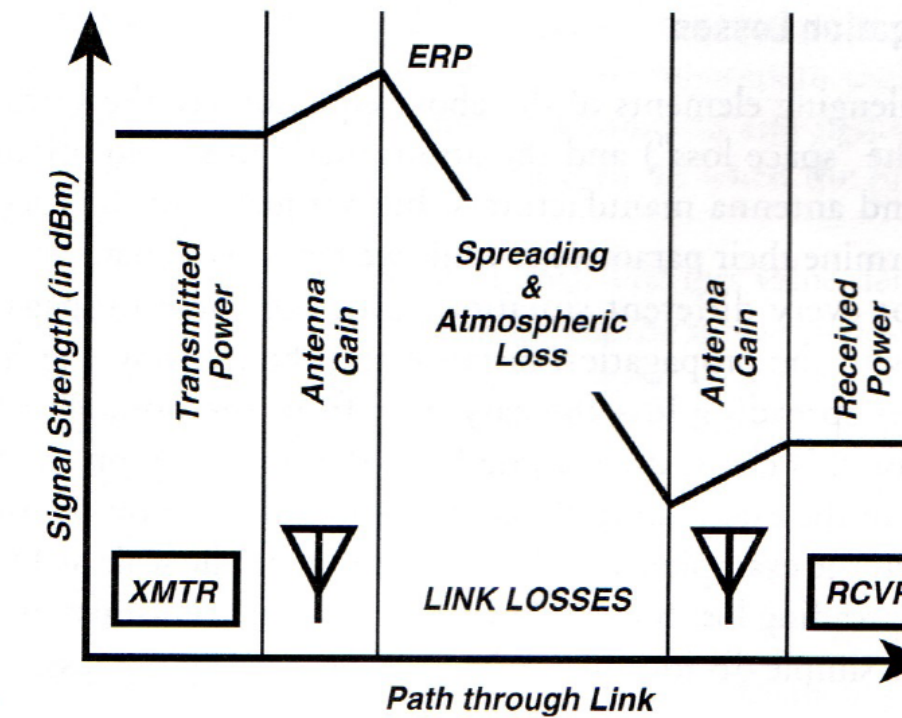 ERP
Signal Strength (in dBm)
Transmitted
Power
Antenna
Gain
Spreading
&
Atmospheric
Loss
Antenna
Gain
Received
Power
XMTR
LINK LOSSES
RCVR
Path through Link